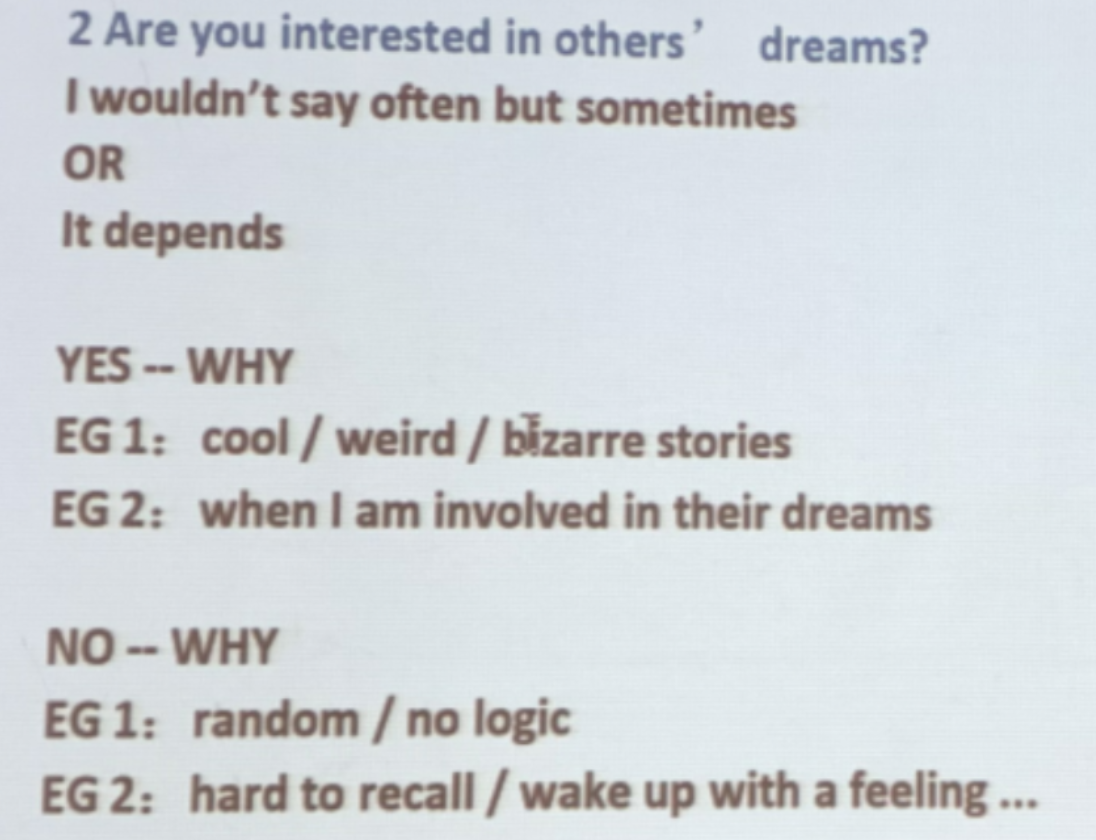 2 Are you interested in others’ dreams?
I wouldn’t say often but sometimes
OR
It depends
YES -- WHY
EG 1： cool / weird / bizarre stories
EG 2： when I am involved in their dreams
NO -- WHY
EG 1： random / no logic
EG 2： hard to recall / wake up with a feeling ...